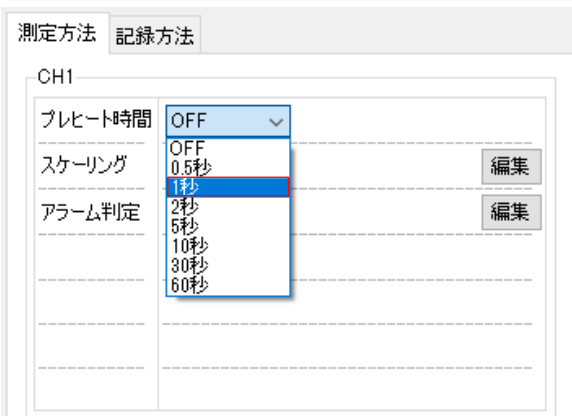 測定方法 記録方法
CH1
プレヒート時間 OFF
OFF
0.5秒
スケーリング 編集
1秒
アラーム判定 編集
2秒
5秒
10秒
30秒
60秒